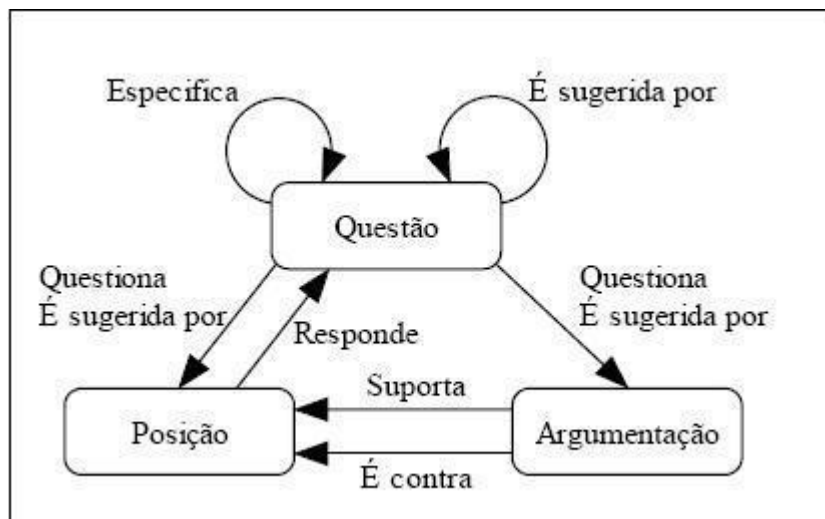 Especifica
É sugerida por
Questão
Questiona
É sugerida por
Questiona
É sugerida por
Responde
Suporta
Posição
Argumentação
É contra